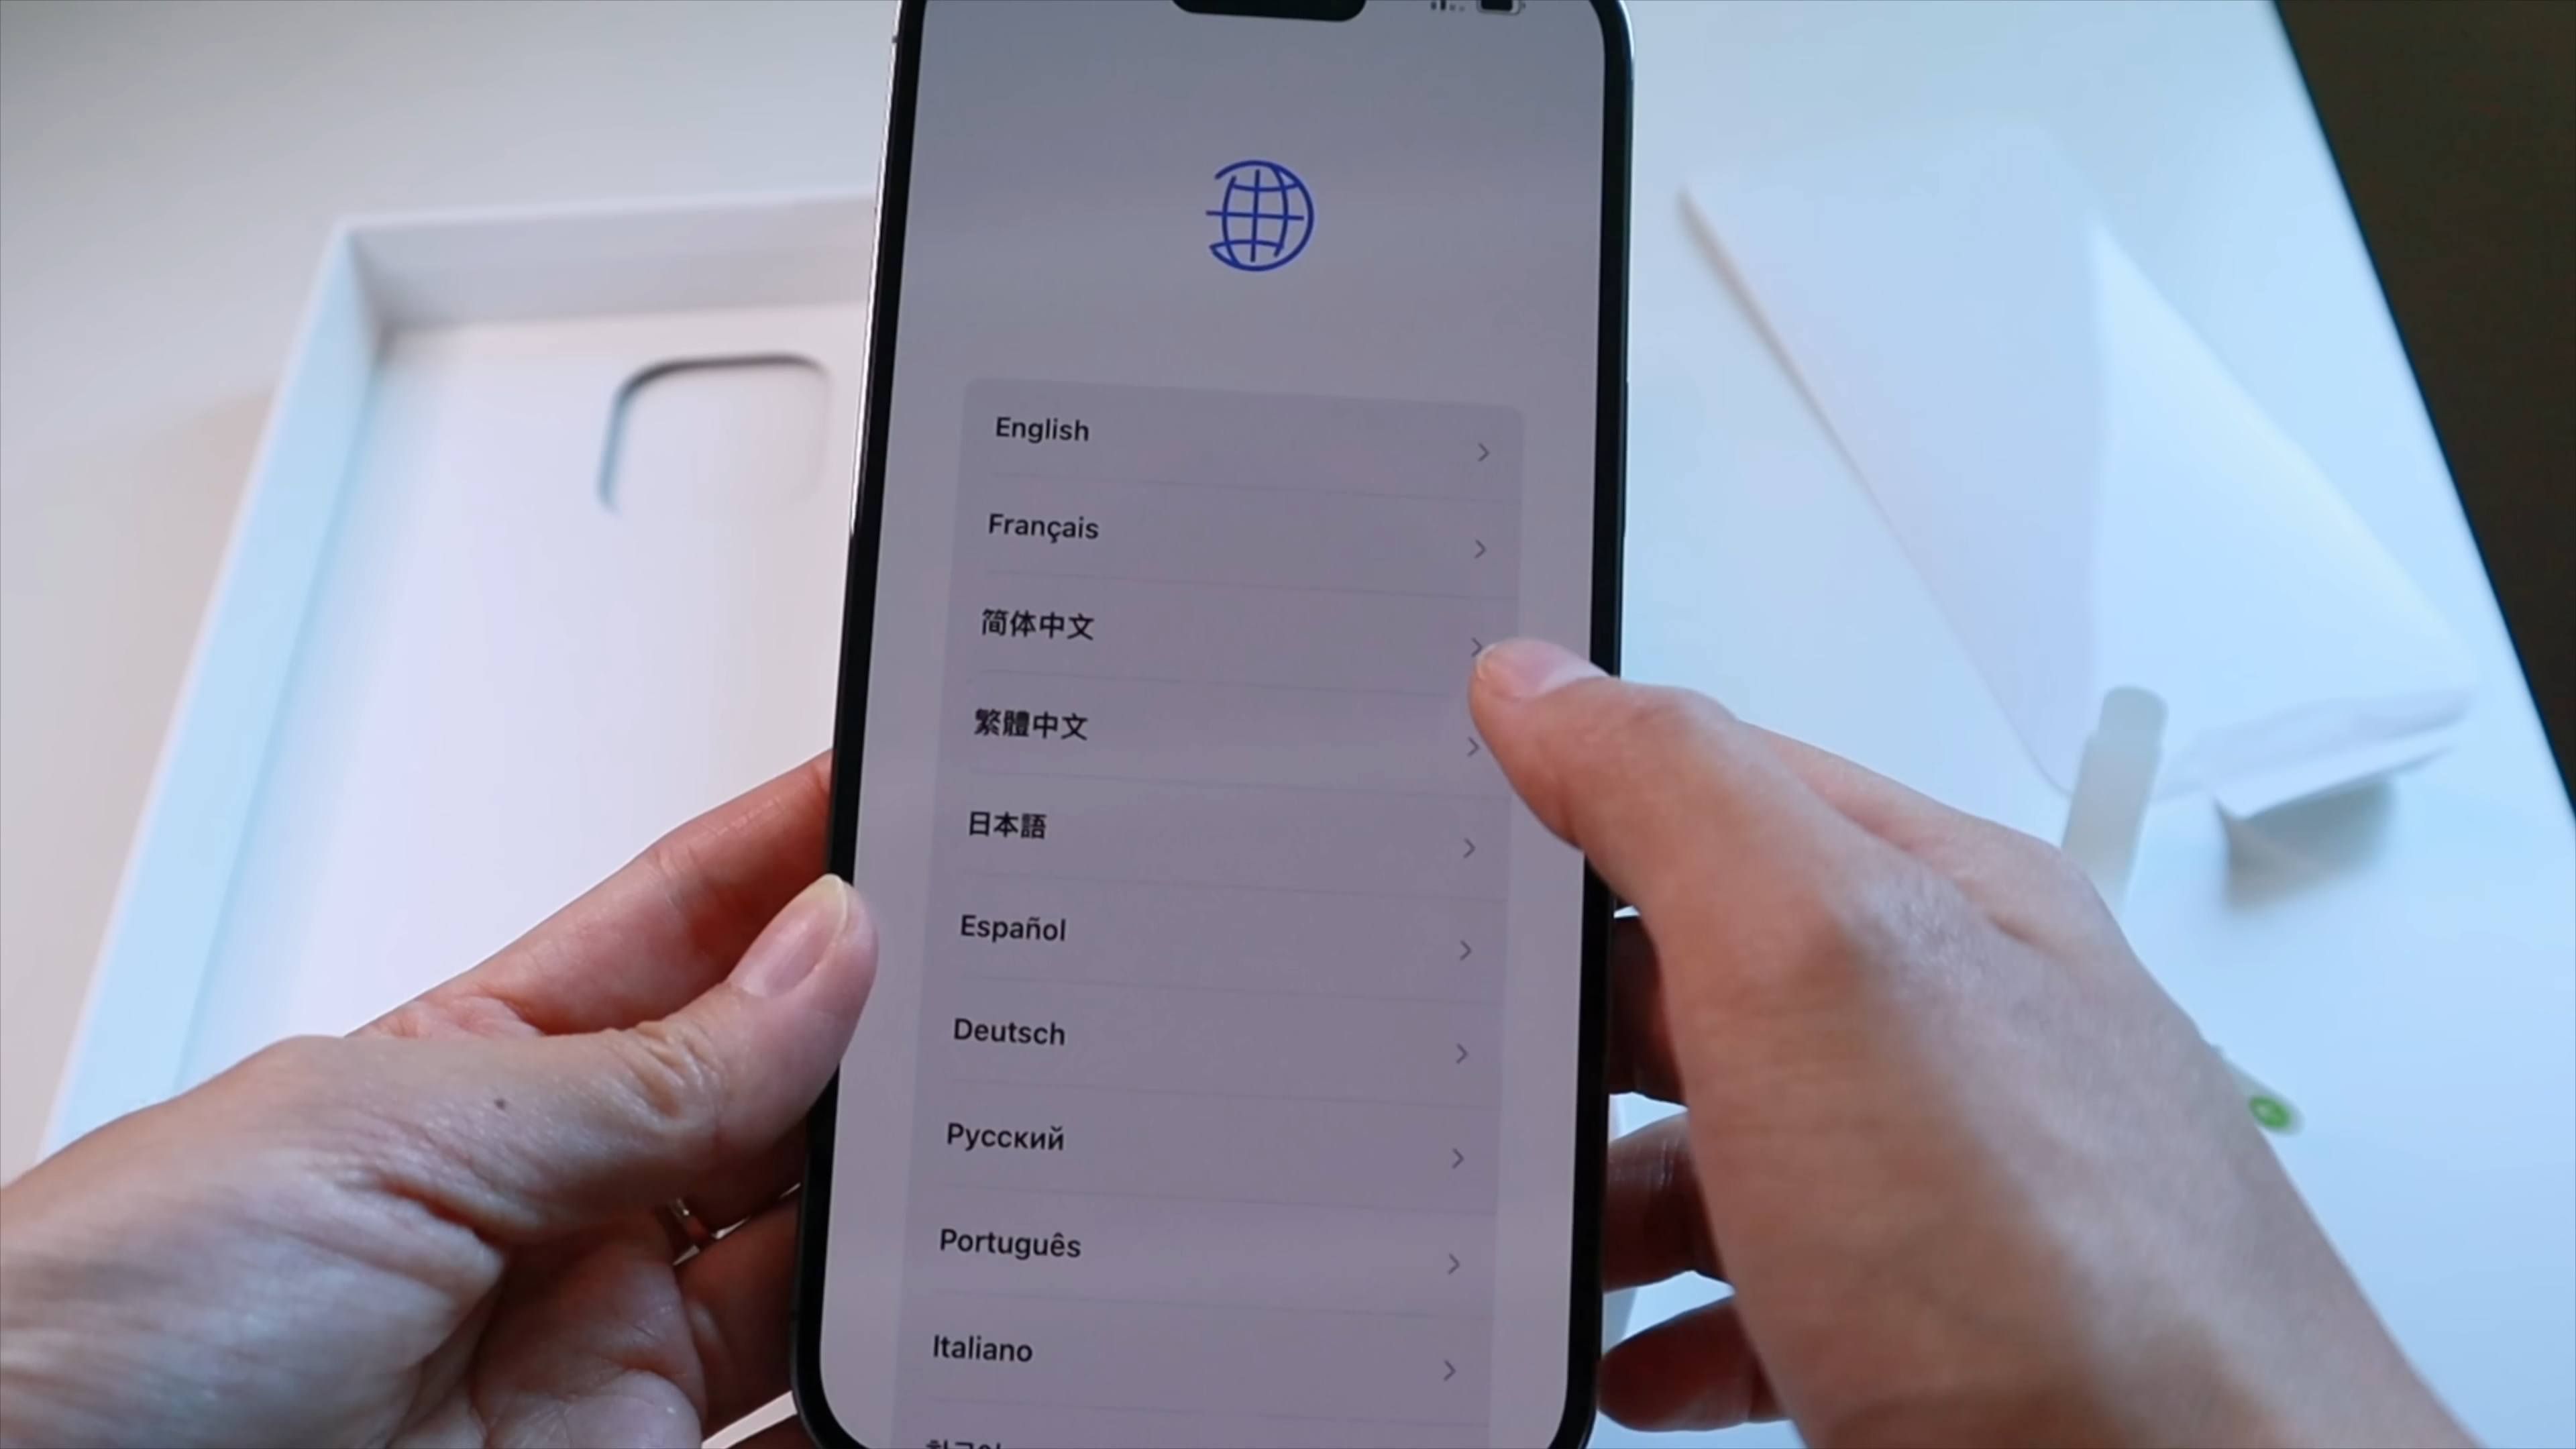 English
Français
简体中文
繁體中文
日本語
Español
Deutsch
Русский
Português
Italiano